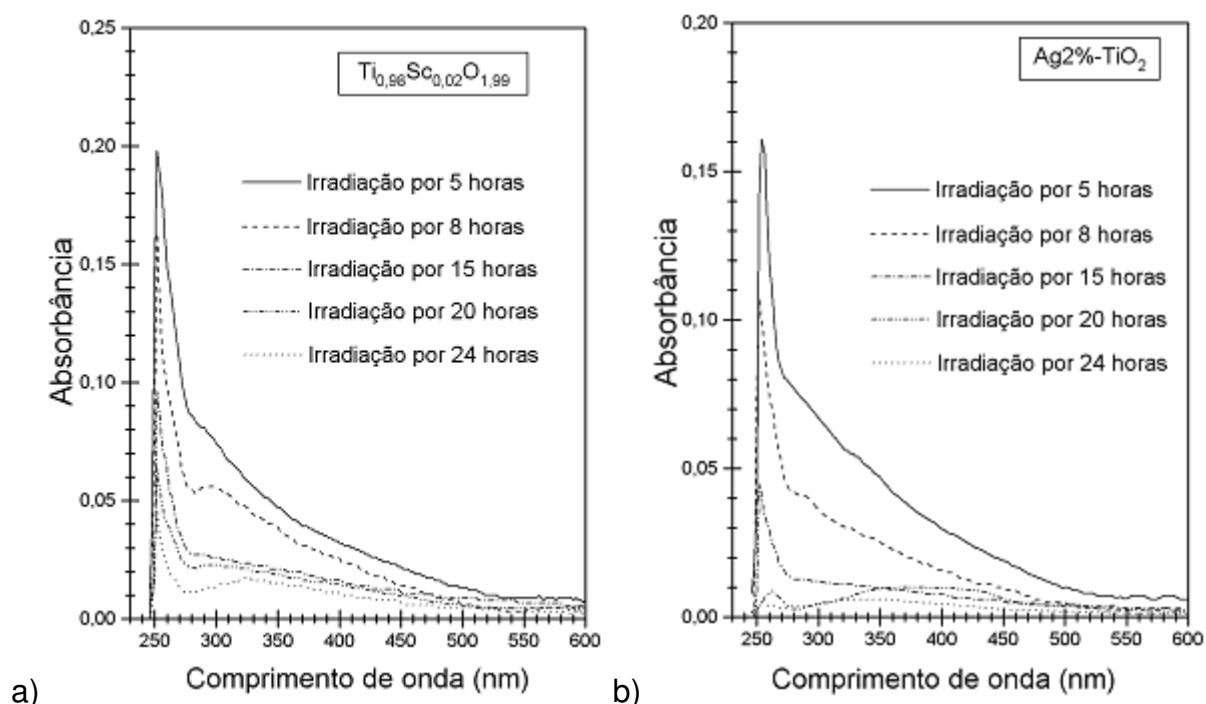 0,25
0,20
0,15
0,10
0,05
0,00
Absorbância
Ti0,98Sc0,02O1,99
Irradiação por 5 horas
Irradiação por 8 horas
Irradiação por 15 horas
Irradiação por 20 horas
Irradiação por 24 horas
250 300 350 400 450 500 550 600
Comprimento de onda (nm)
a)
0,20
0,15
0,10
0,05
0,00
Absorbância
Ag2%-TiO2
Irradiação por 5 horas
Irradiação por 8 horas
Irradiação por 15 horas
Irradiação por 20 horas
Irradiação por 24 horas
250 300 350 400 450 500 550 600
Comprimento de onda (nm)
b)